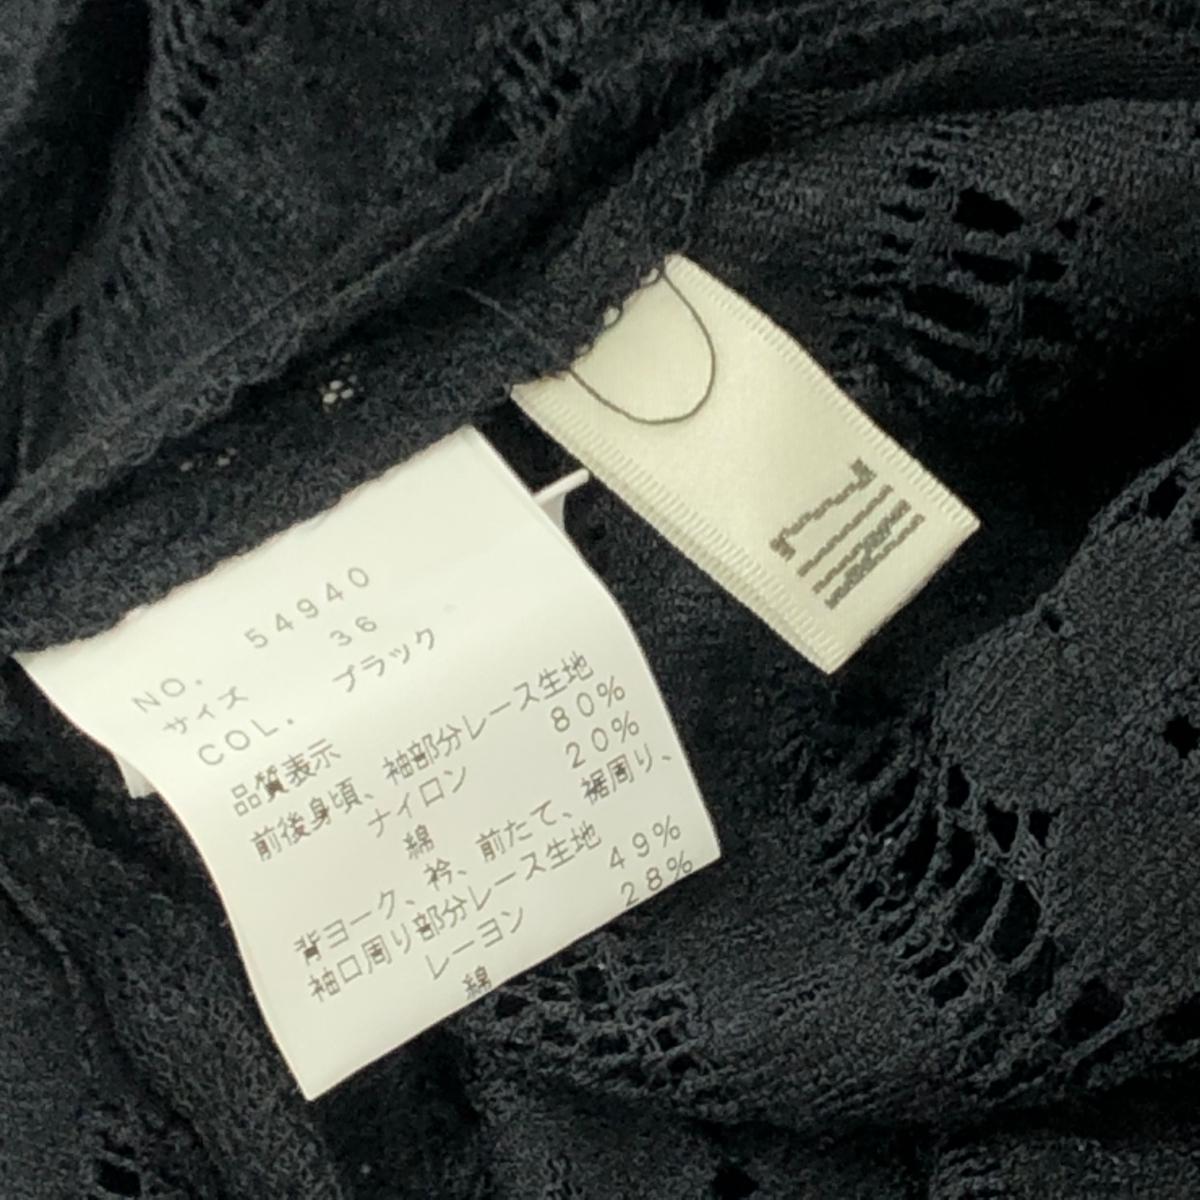 NO. 54940
サイズ 36
COL. ブラック
品質表示
前後身頃、袖部分レース生地
ナイロン 80%
綿 20%
背ヨーク、衿、前たて、裾周り、
袖口周り部分レース生地
レーヨン 49%
綿 28%